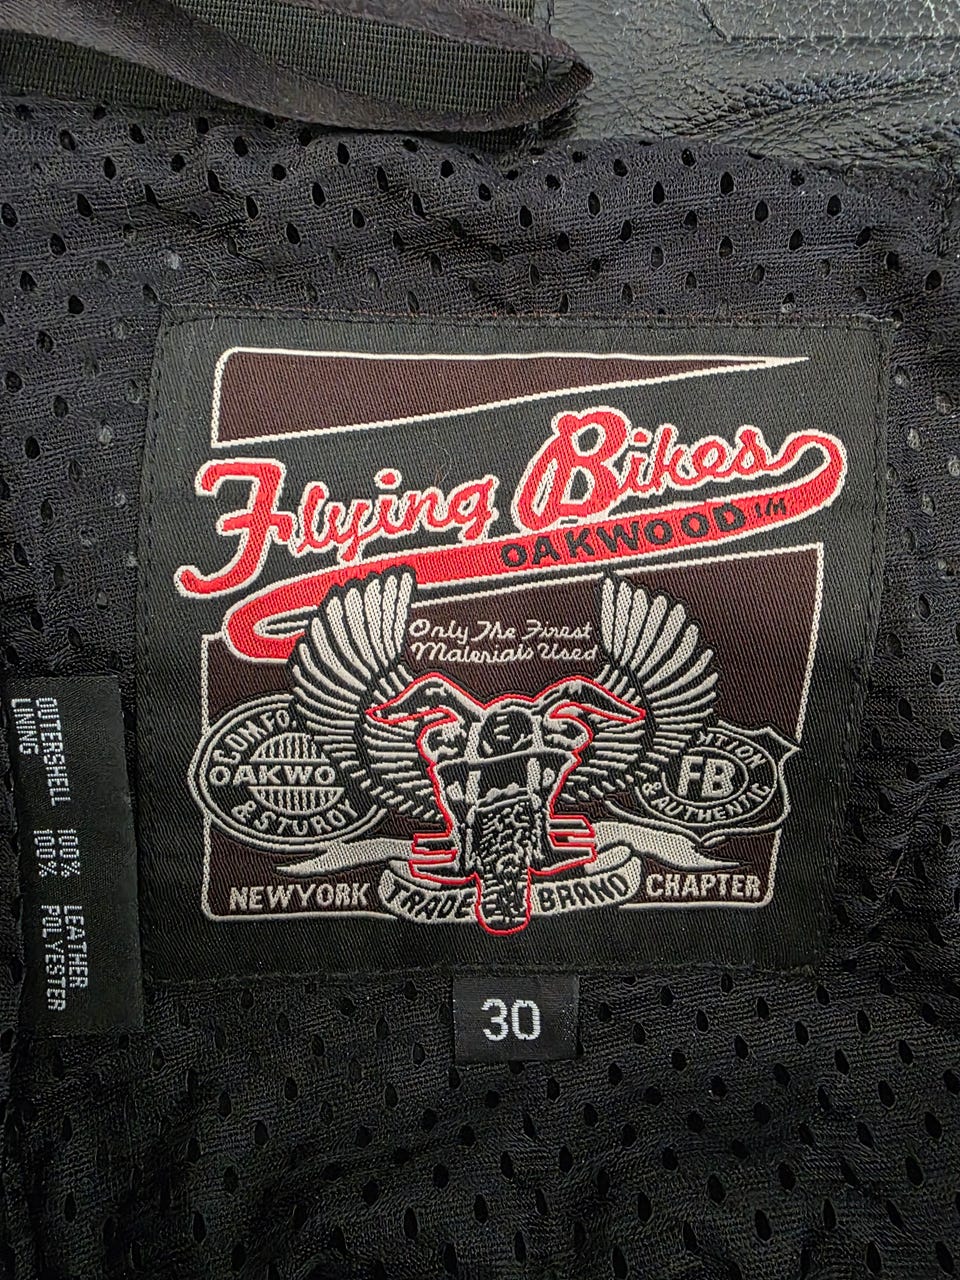 Flying Bikes
OAKWOOD T/M
Only The Finest
Materials Used
COMFO
OAKWO
& STURDY
FB
& AUTHENTIC
NEWYORK TRADE BRAND CHAPTER
30
OUTERSHELL 100% LEATHER
LINING 100% POLYESTER